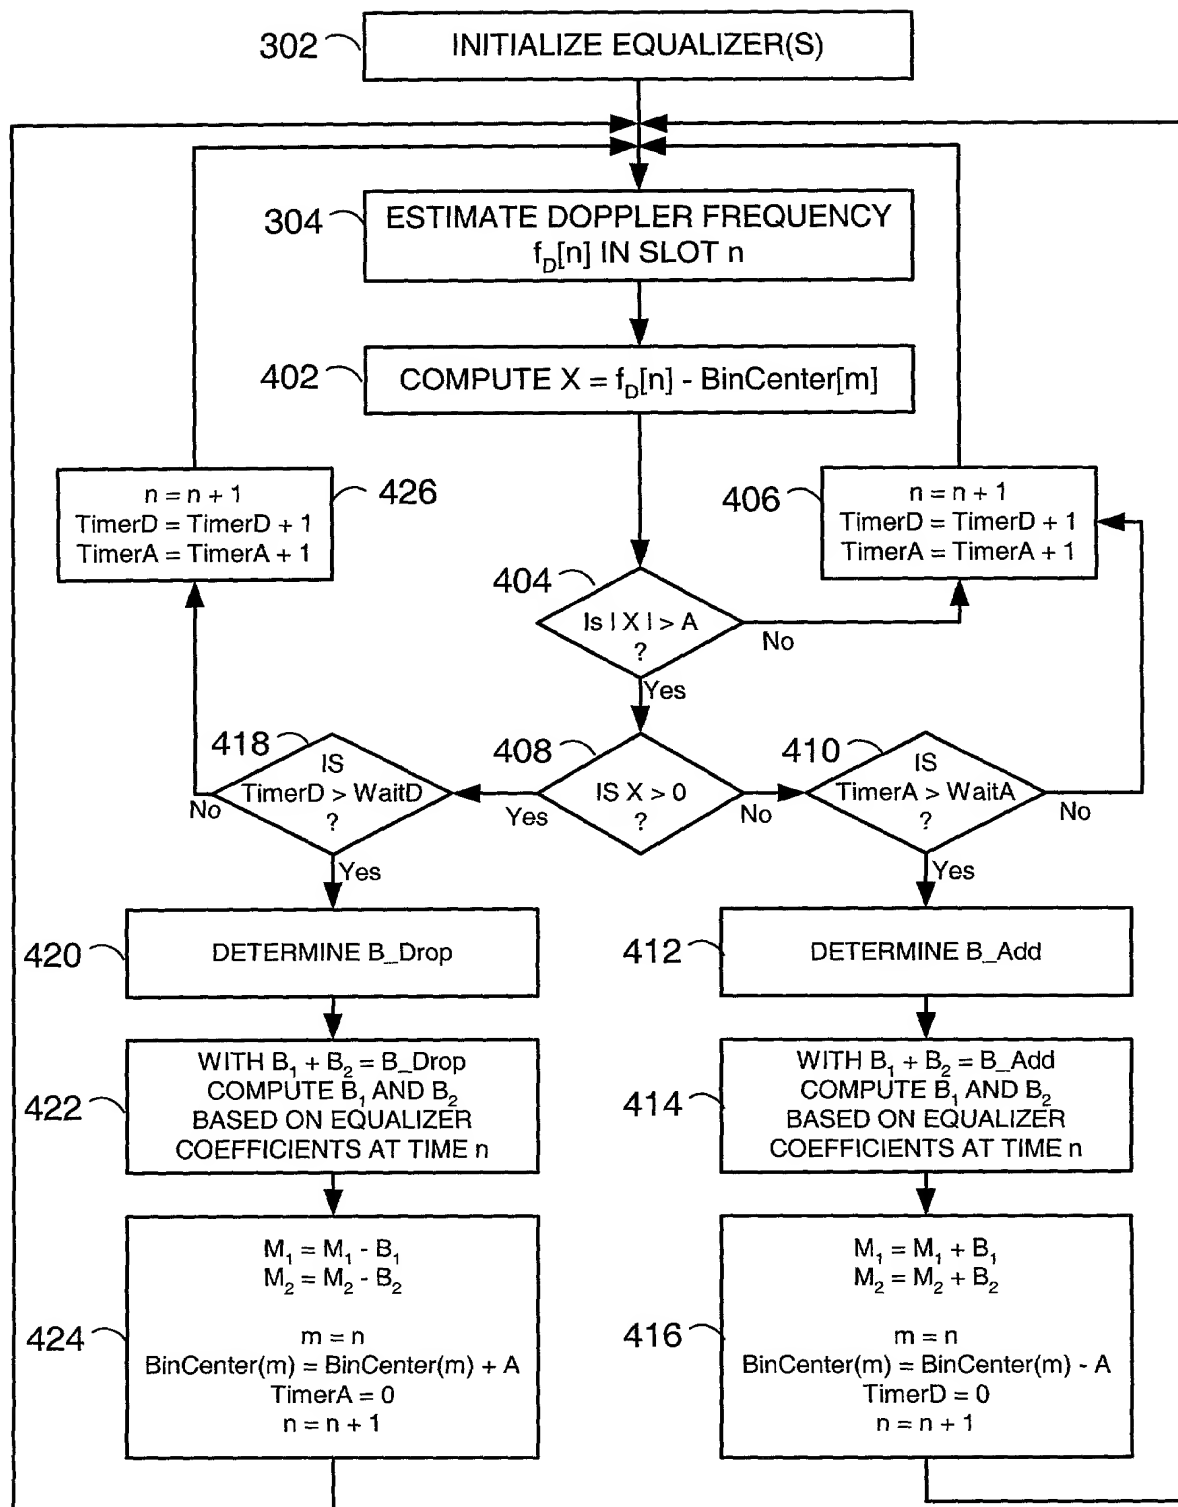 302
INITIALIZE EQUALIZER(S)
304
ESTIMATE DOPPLER FREQUENCY
f_D[n] IN SLOT n
402
COMPUTE X = f_D[n] - BinCenter[m]
n = n + 1
TimerD = TimerD + 1
TimerA = TimerA + 1
426
406
n = n + 1
TimerD = TimerD + 1
TimerA = TimerA + 1
404
Is | X | > A
?
No
Yes
418
IS
TimerD > WaitD
?
No
Yes
408
IS X > 0
?
Yes
No
410
IS
TimerA > WaitA
?
No
Yes
420
DETERMINE B_Drop
412
DETERMINE B_Add
422
WITH B₁ + B₂ = B_Drop
COMPUTE B₁ AND B₂
BASED ON EQUALIZER
COEFFICIENTS AT TIME n
414
WITH B₁ + B₂ = B_Add
COMPUTE B₁ AND B₂
BASED ON EQUALIZER
COEFFICIENTS AT TIME n
424
M₁ = M₁ - B₁
M₂ = M₂ - B₂
m = n
BinCenter(m) = BinCenter(m) + A
TimerA = 0
n = n + 1
416
M₁ = M₁ + B₁
M₂ = M₂ + B₂
m = n
BinCenter(m) = BinCenter(m) - A
TimerD = 0
n = n + 1